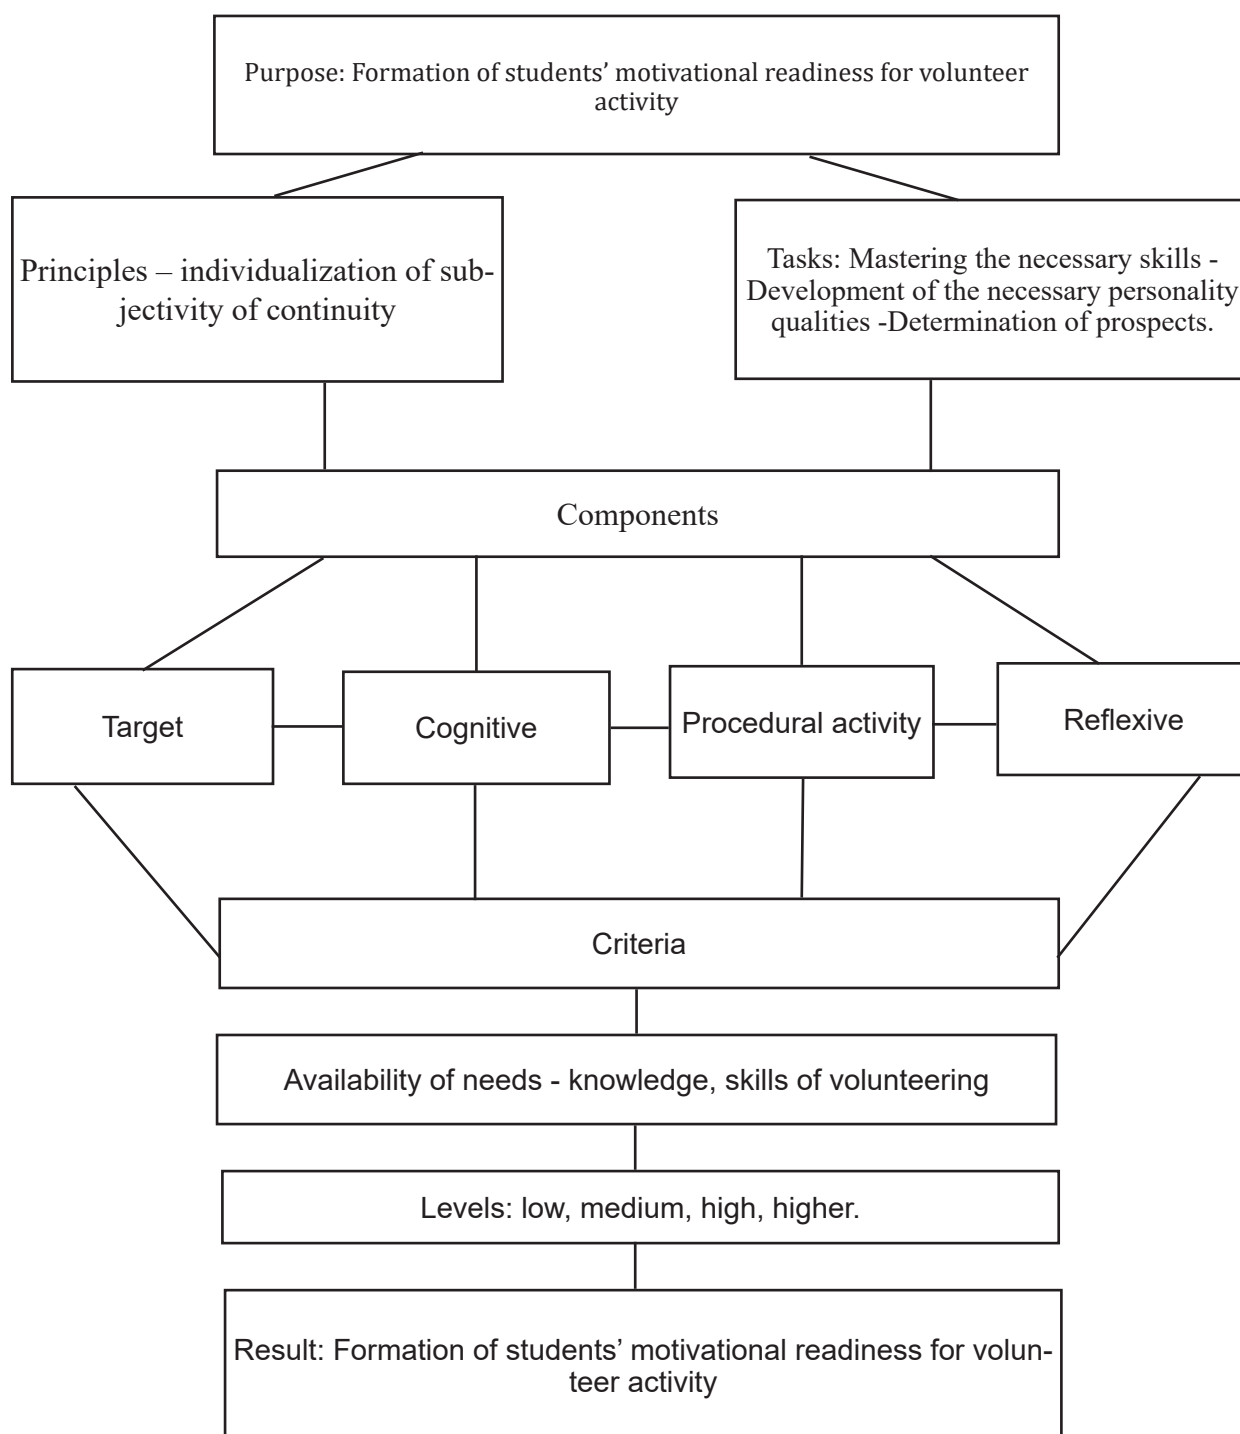 Purpose: Formation of students’ motivational readiness for volunteer
activity
Principles – individualization of sub-
jectivity of continuity
Tasks: Mastering the necessary skills -
Development of the necessary personality
qualities -Determination of prospects.
Components
Target
Cognitive
Procedural activity
Reflexive
Criteria
Availability of needs - knowledge, skills of volunteering
Levels: low, medium, high, higher.
Result: Formation of students’ motivational readiness for volun-
teer activity